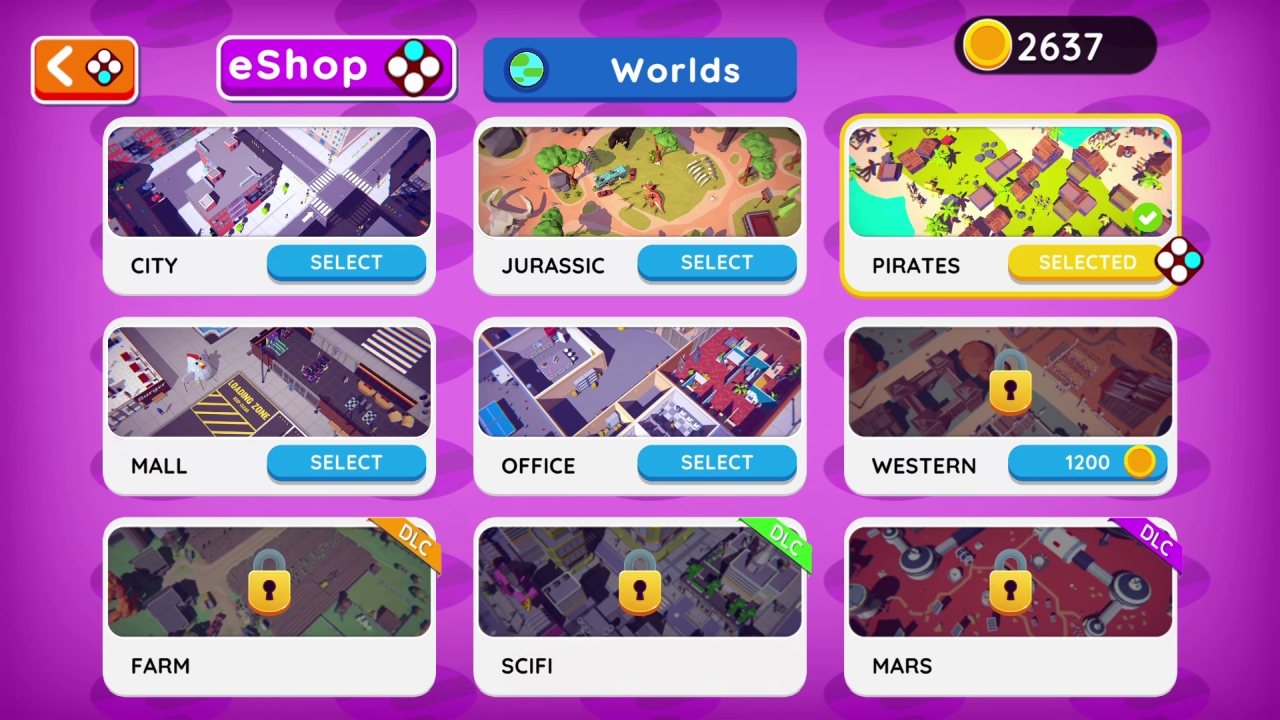 eShop
Worlds
2637
CITY
SELECT
JURASSIC
SELECT
PIRATES
SELECTED
LOADING ZONE
MALL
SELECT
OFFICE
SELECT
WESTERN
1200
DLC
FARM
DLC
SCIFI
DLC
MARS